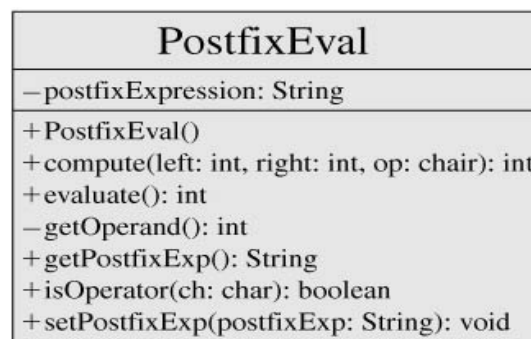 PostfixEval
−postfixExpression: String
+PostfixEval()
+compute(left: int, right: int, op: chair): int
+evaluate(): int
−getOperand(): int
+getPostfixExp(): String
+isOperator(ch: char): boolean
+setPostfixExp(postfixExp: String): void